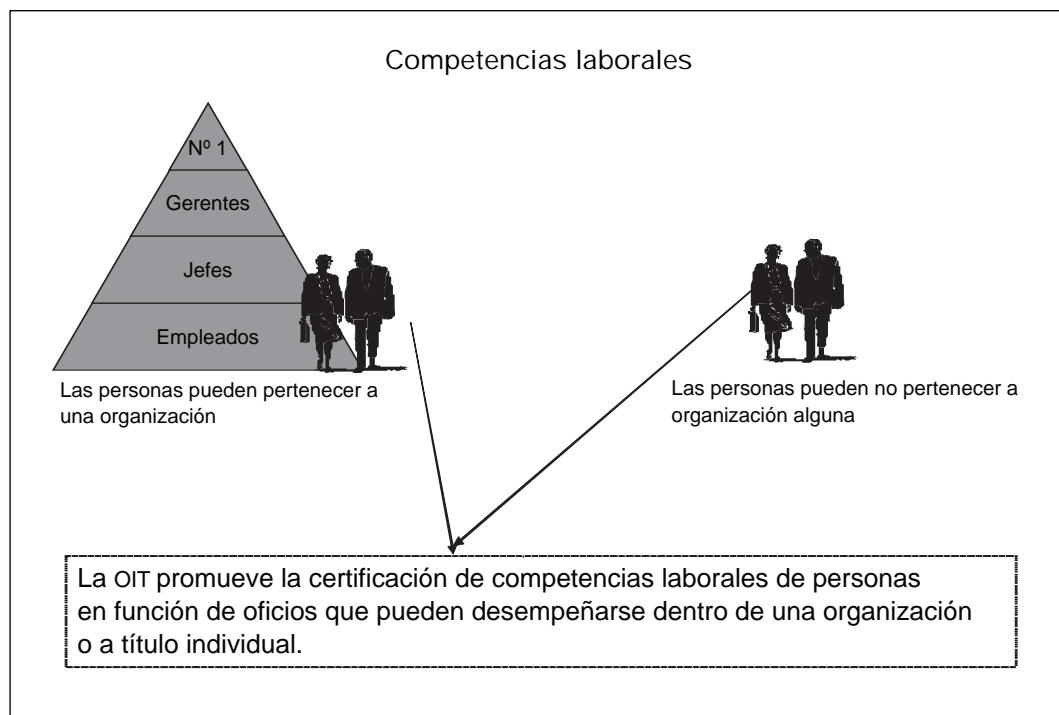 Competencias laborales
Nº 1
Gerentes
Jefes
Empleados
Las personas pueden pertenecer a
una organización
Las personas pueden no pertenecer a
organización alguna
La OIT promueve la certificación de competencias laborales de personas
en función de oficios que pueden desempeñarse dentro de una organización
o a título individual.